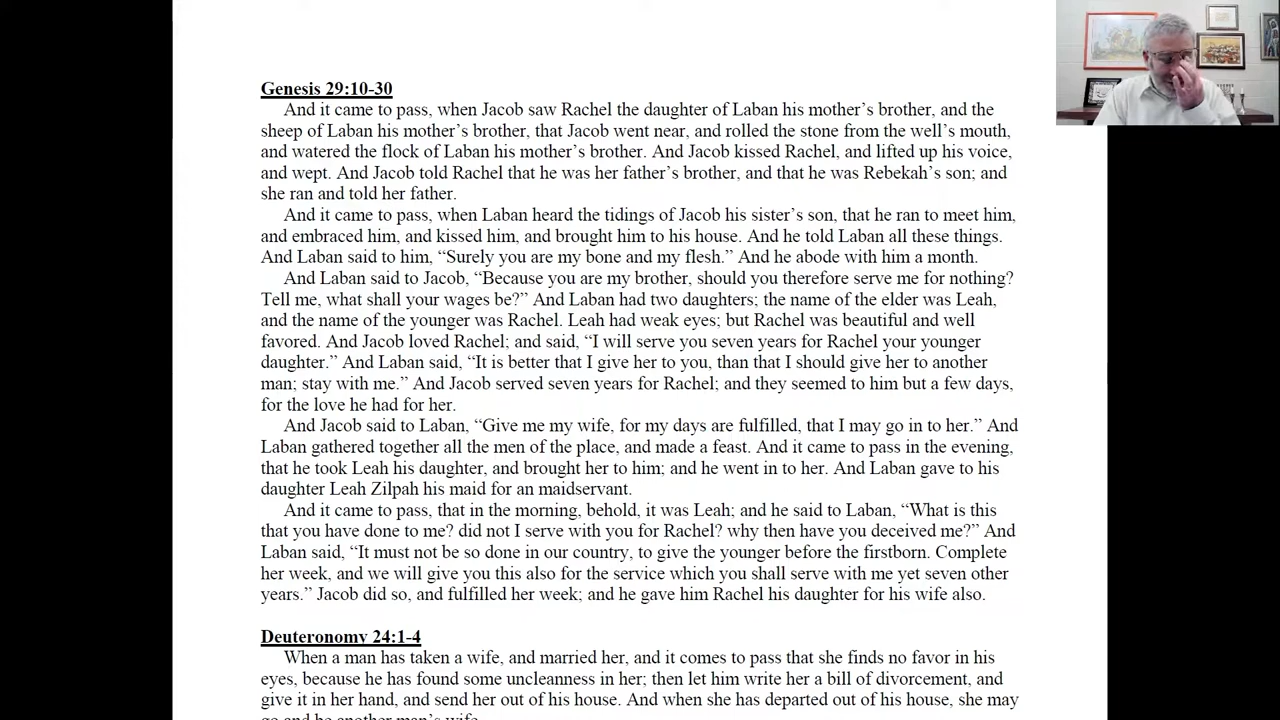 Genesis 29:10-30
And it came to pass, when Jacob saw Rachel the daughter of Laban his mother’s brother, and the
sheep of Laban his mother’s brother, that Jacob went near, and rolled the stone from the well’s mouth,
and watered the flock of Laban his mother’s brother. And Jacob kissed Rachel, and lifted up his voice,
and wept. And Jacob told Rachel that he was her father’s brother, and that he was Rebekah’s son; and
she ran and told her father.
And it came to pass, when Laban heard the tidings of Jacob his sister’s son, that he ran to meet him,
and embraced him, and kissed him, and brought him to his house. And he told Laban all these things.
And Laban said to him, “Surely you are my bone and my flesh.” And he abode with him a month.
And Laban said to Jacob, “Because you are my brother, should you therefore serve me for nothing?
Tell me, what shall your wages be?” And Laban had two daughters; the name of the elder was Leah,
and the name of the younger was Rachel. Leah had weak eyes; but Rachel was beautiful and well
favored. And Jacob loved Rachel; and said, “I will serve you seven years for Rachel your younger
daughter.” And Laban said, “It is better that I give her to you, than that I should give her to another
man; stay with me.” And Jacob served seven years for Rachel; and they seemed to him but a few days,
for the love he had for her.
And Jacob said to Laban, “Give me my wife, for my days are fulfilled, that I may go in to her.” And
Laban gathered together all the men of the place, and made a feast. And it came to pass in the evening,
that he took Leah his daughter, and brought her to him; and he went in to her. And Laban gave to his
daughter Leah Zilpah his maid for an maidservant.
And it came to pass, that in the morning, behold, it was Leah; and he said to Laban, “What is this
that you have done to me? did not I serve with you for Rachel? why then have you deceived me?” And
Laban said, “It must not be so done in our country, to give the younger before the firstborn. Complete
her week, and we will give you this also for the service which you shall serve with me yet seven other
years.” Jacob did so, and fulfilled her week; and he gave him Rachel his daughter for his wife also.
Deuteronomy 24:1-4
When a man has taken a wife, and married her, and it comes to pass that she finds no favor in his
eyes, because he has found some uncleanness in her; then let him write her a bill of divorcement, and
give it in her hand, and send her out of his house. And when she has departed out of his house, she may
go and be another man’s wife.